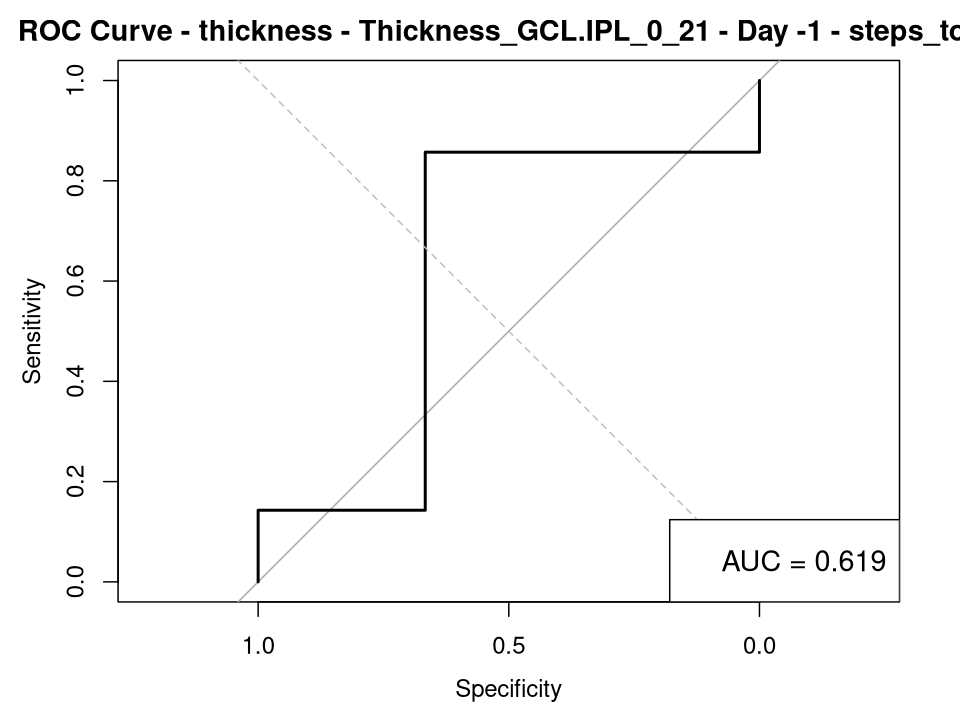 ROC Curve - thickness - Thickness_GCL.IPL_0_21 - Day -1 - steps_to
1.0
0.8
0.6
0.4
0.2
0.0
Sensitivity
AUC = 0.619
1.0 0.5 0.0
Specificity